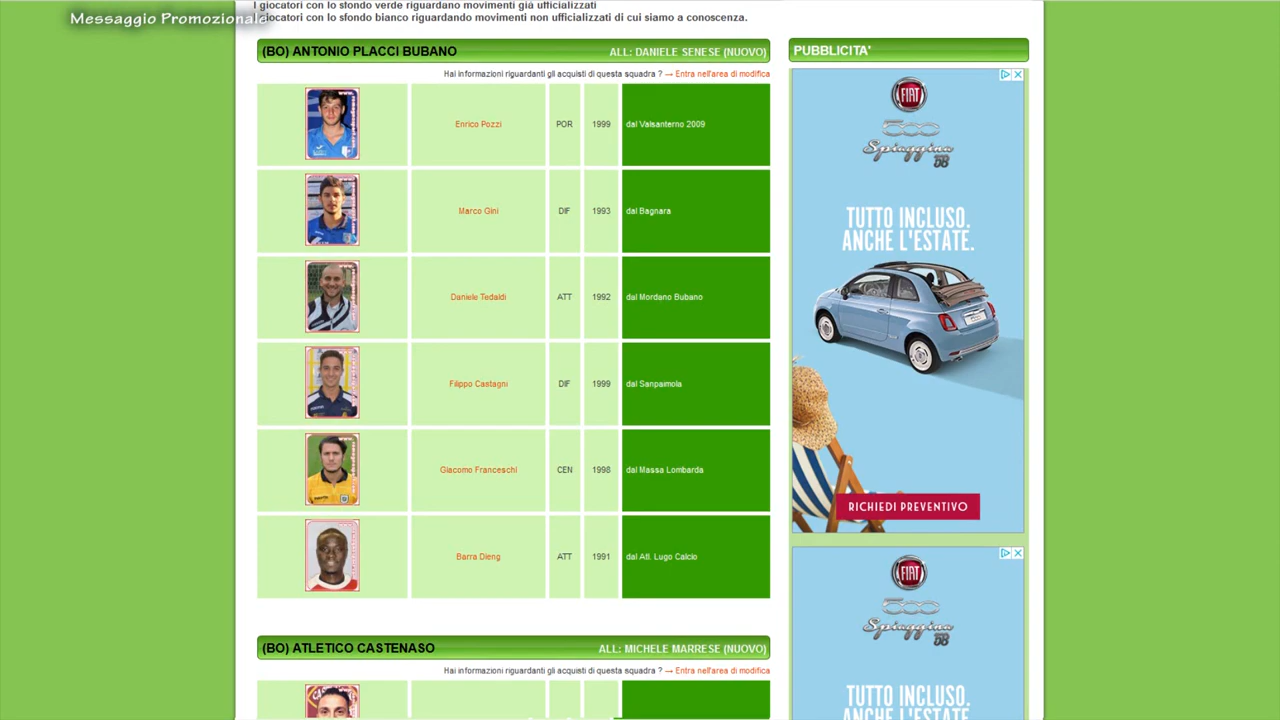 I giocatori con lo sfondo verde riguardano movimenti già ufficializzati
Messaggio Promozionale
giocatori con lo sfondo bianco riguardando movimenti non ufficializzati di cui siamo a conoscenza.
(BO) ANTONIO PLACCI BUBANO
ALL: DANIELE SENESE (NUOVO)
Hai informazioni riguardanti gli acquisti di questa squadra ? → Entra nell'area di modifica
Enrico Pozzi POR 1999 dal Valsanterno 2009
Marco Gini DIF 1993 dal Bagnara
Daniele Tedaldi ATT 1992 dal Mordano Bubano
Filippo Castagni DIF 1999 dal Sanpaimola
Giacomo Franceschi CEN 1998 dal Massa Lombarda
Barra Dieng ATT 1991 dal Atl. Lugo Calcio
(BO) ATLETICO CASTENASO
ALL: MICHELE MARRESE (NUOVO)
Hai informazioni riguardanti gli acquisti di questa squadra ? → Entra nell'area di modifica
PUBBLICITA'
FIAT
500
Spiaggina
'58
TUTTO INCLUSO.
ANCHE L'ESTATE.
RICHIEDI PREVENTIVO
FIAT
500
Spiaggina
'58
TUTTO INCLUSO.
ANCHE L'ESTATE.